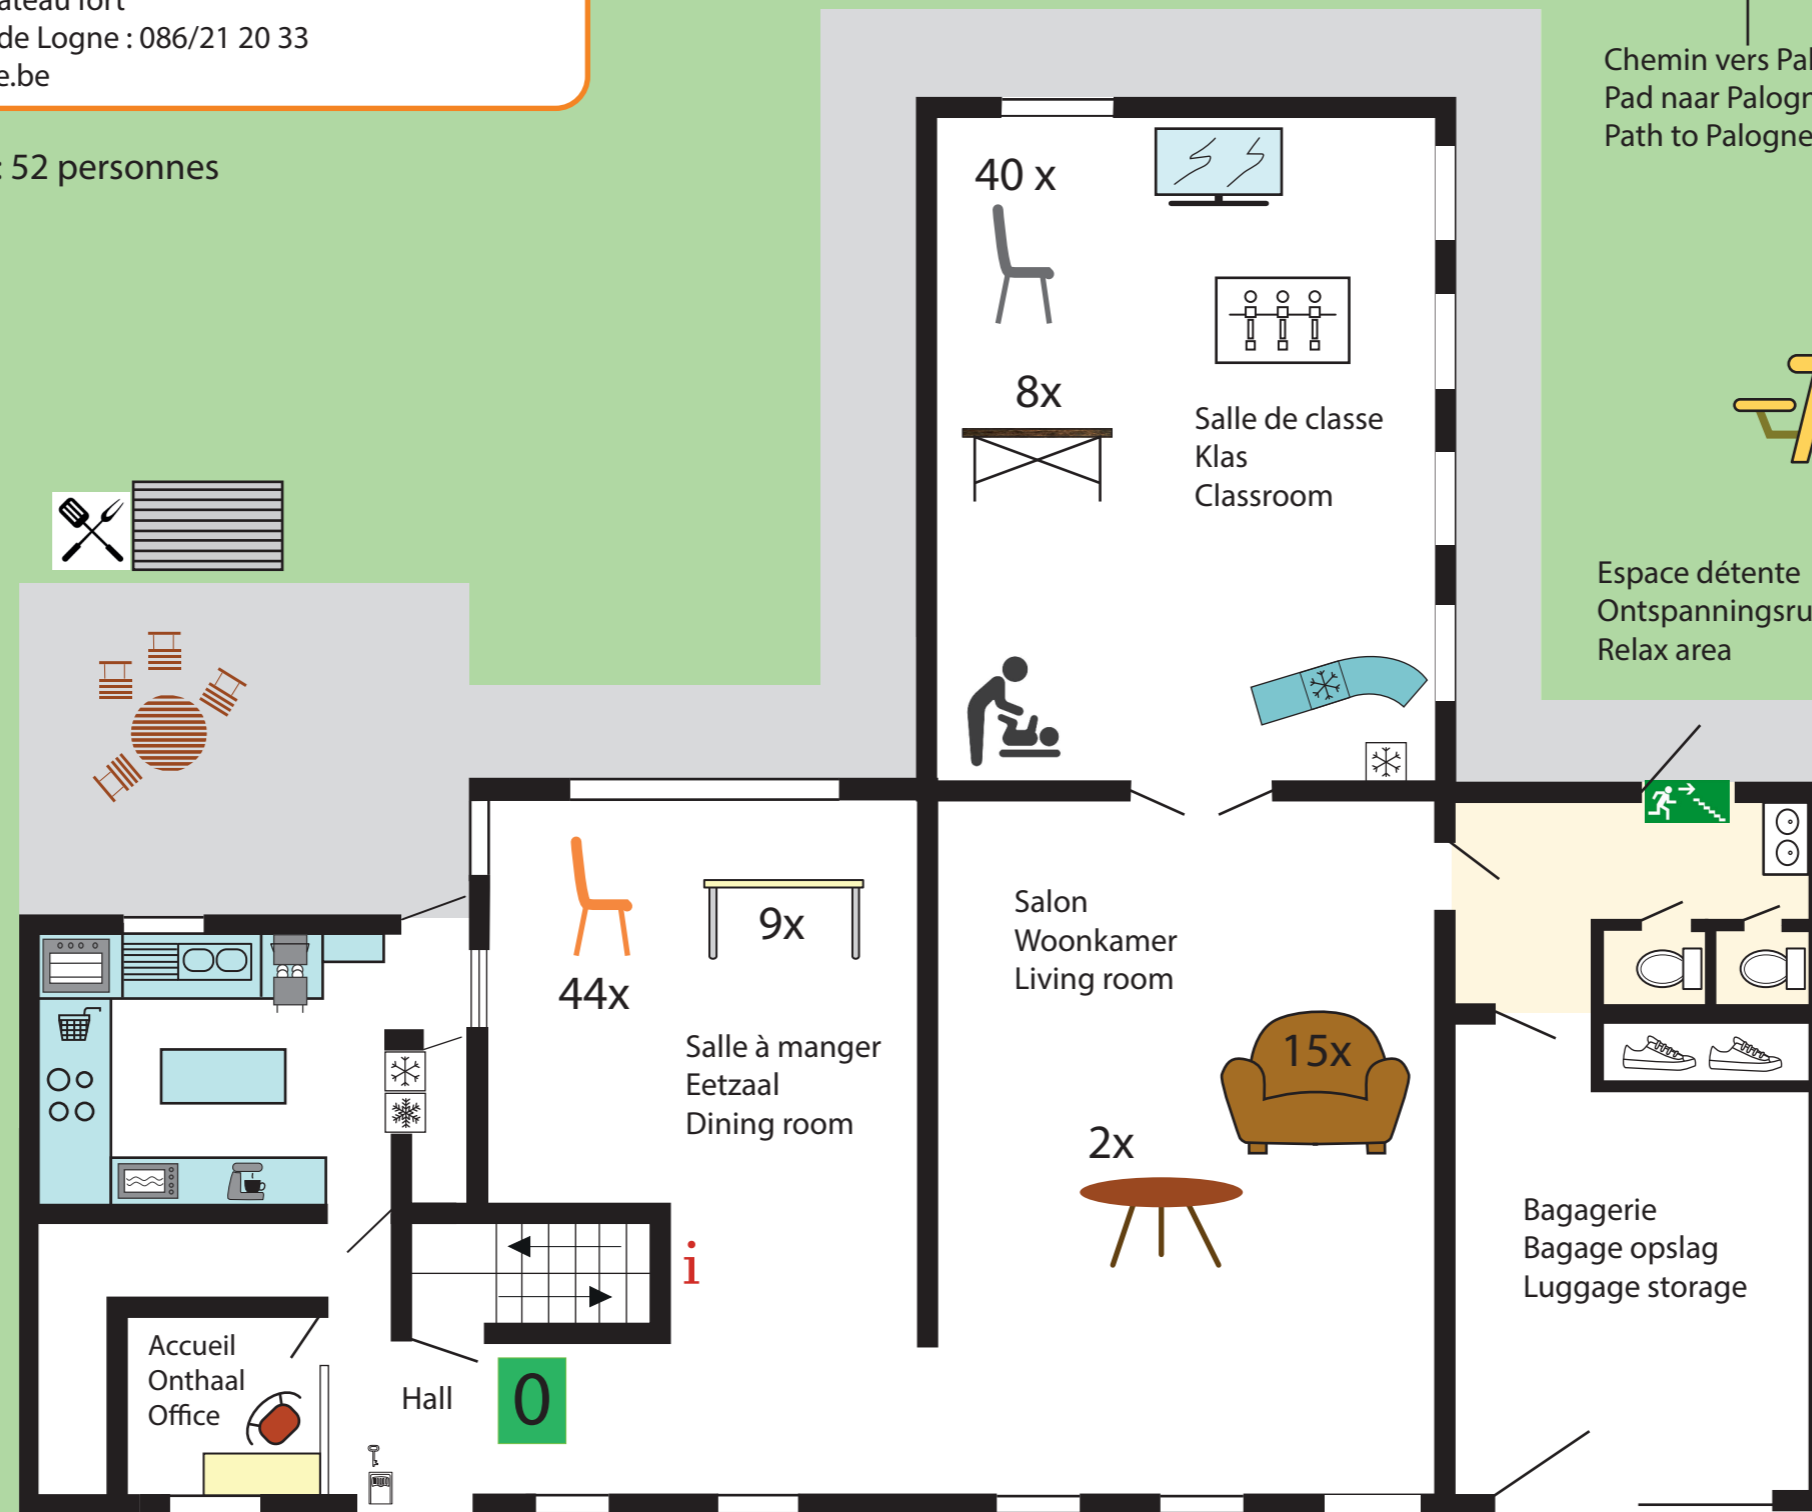 de Logne : 086/21 20 33
e.be
: 52 personnes
Chemin vers
Pad naar
Path to Palogne
40 x
8x
Salle de classe
Klas
Classroom
Espace détente
Relax area
44x
9x
Salle à manger
Eetzaal
Dining room
Salon
Woonkamer
Living room
15x
2x
i
Bagagerie
Bagage opslag
Luggage storage
Accueil
Onthaal
Office
Hall
0